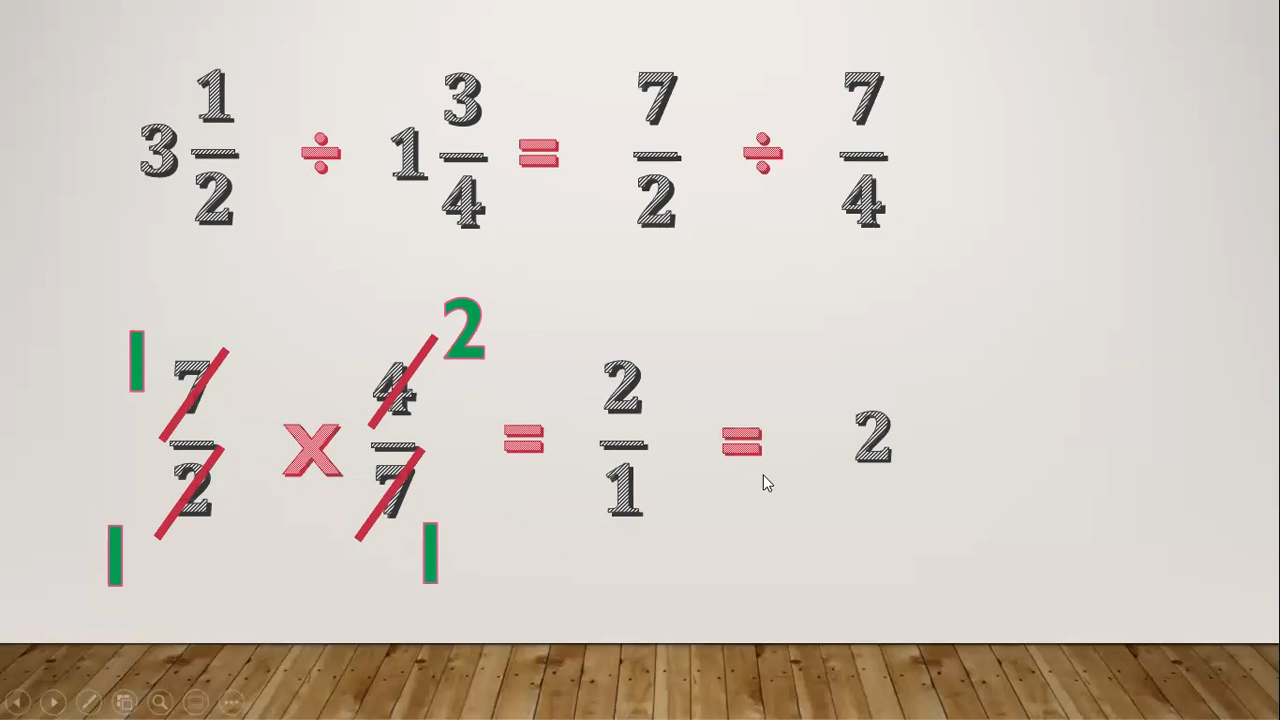 3 1/2 ÷ 1 3/4 = 7/2 ÷ 7/4
1 2
7/2 x 4/7 = 2/1 = 2
1 1